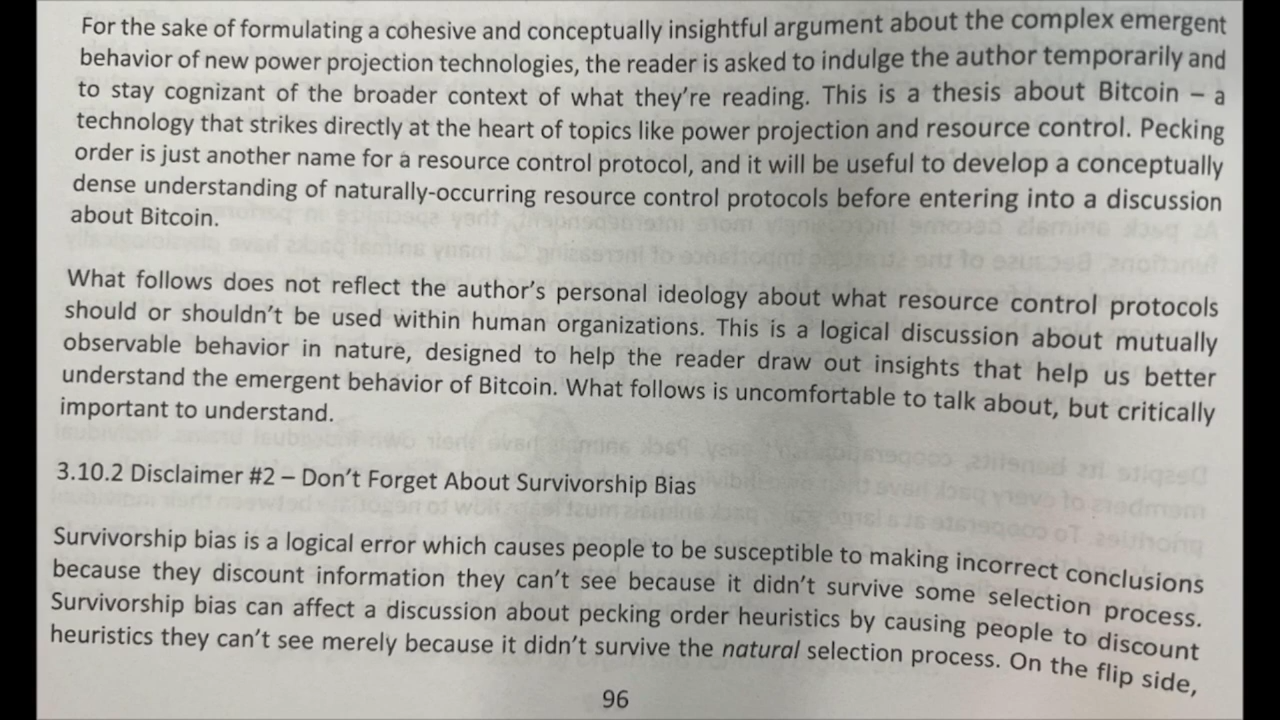 For the sake of formulating a cohesive and conceptually insightful argument about the complex emergent
behavior of new power projection technologies, the reader is asked to indulge the author temporarily and
to stay cognizant of the broader context of what they're reading. This is a thesis about Bitcoin – a
technology that strikes directly at the heart of topics like power projection and resource control. Pecking
order is just another name for a resource control protocol, and it will be useful to develop a conceptually
dense understanding of naturally-occurring resource control protocols before entering into a discussion
about Bitcoin.
What follows does not reflect the author's personal ideology about what resource control protocols
should or shouldn't be used within human organizations. This is a logical discussion about mutually
observable behavior in nature, designed to help the reader draw out insights that help us better
understand the emergent behavior of Bitcoin. What follows is uncomfortable to talk about, but critically
important to understand.
3.10.2 Disclaimer #2 – Don't Forget About Survivorship Bias
Survivorship bias is a logical error which causes people to be susceptible to making incorrect conclusions
because they discount information they can't see because it didn't survive some selection process.
Survivorship bias can affect a discussion about pecking order heuristics by causing people to discount
heuristics they can't see merely because it didn't survive the natural selection process. On the flip side,
96